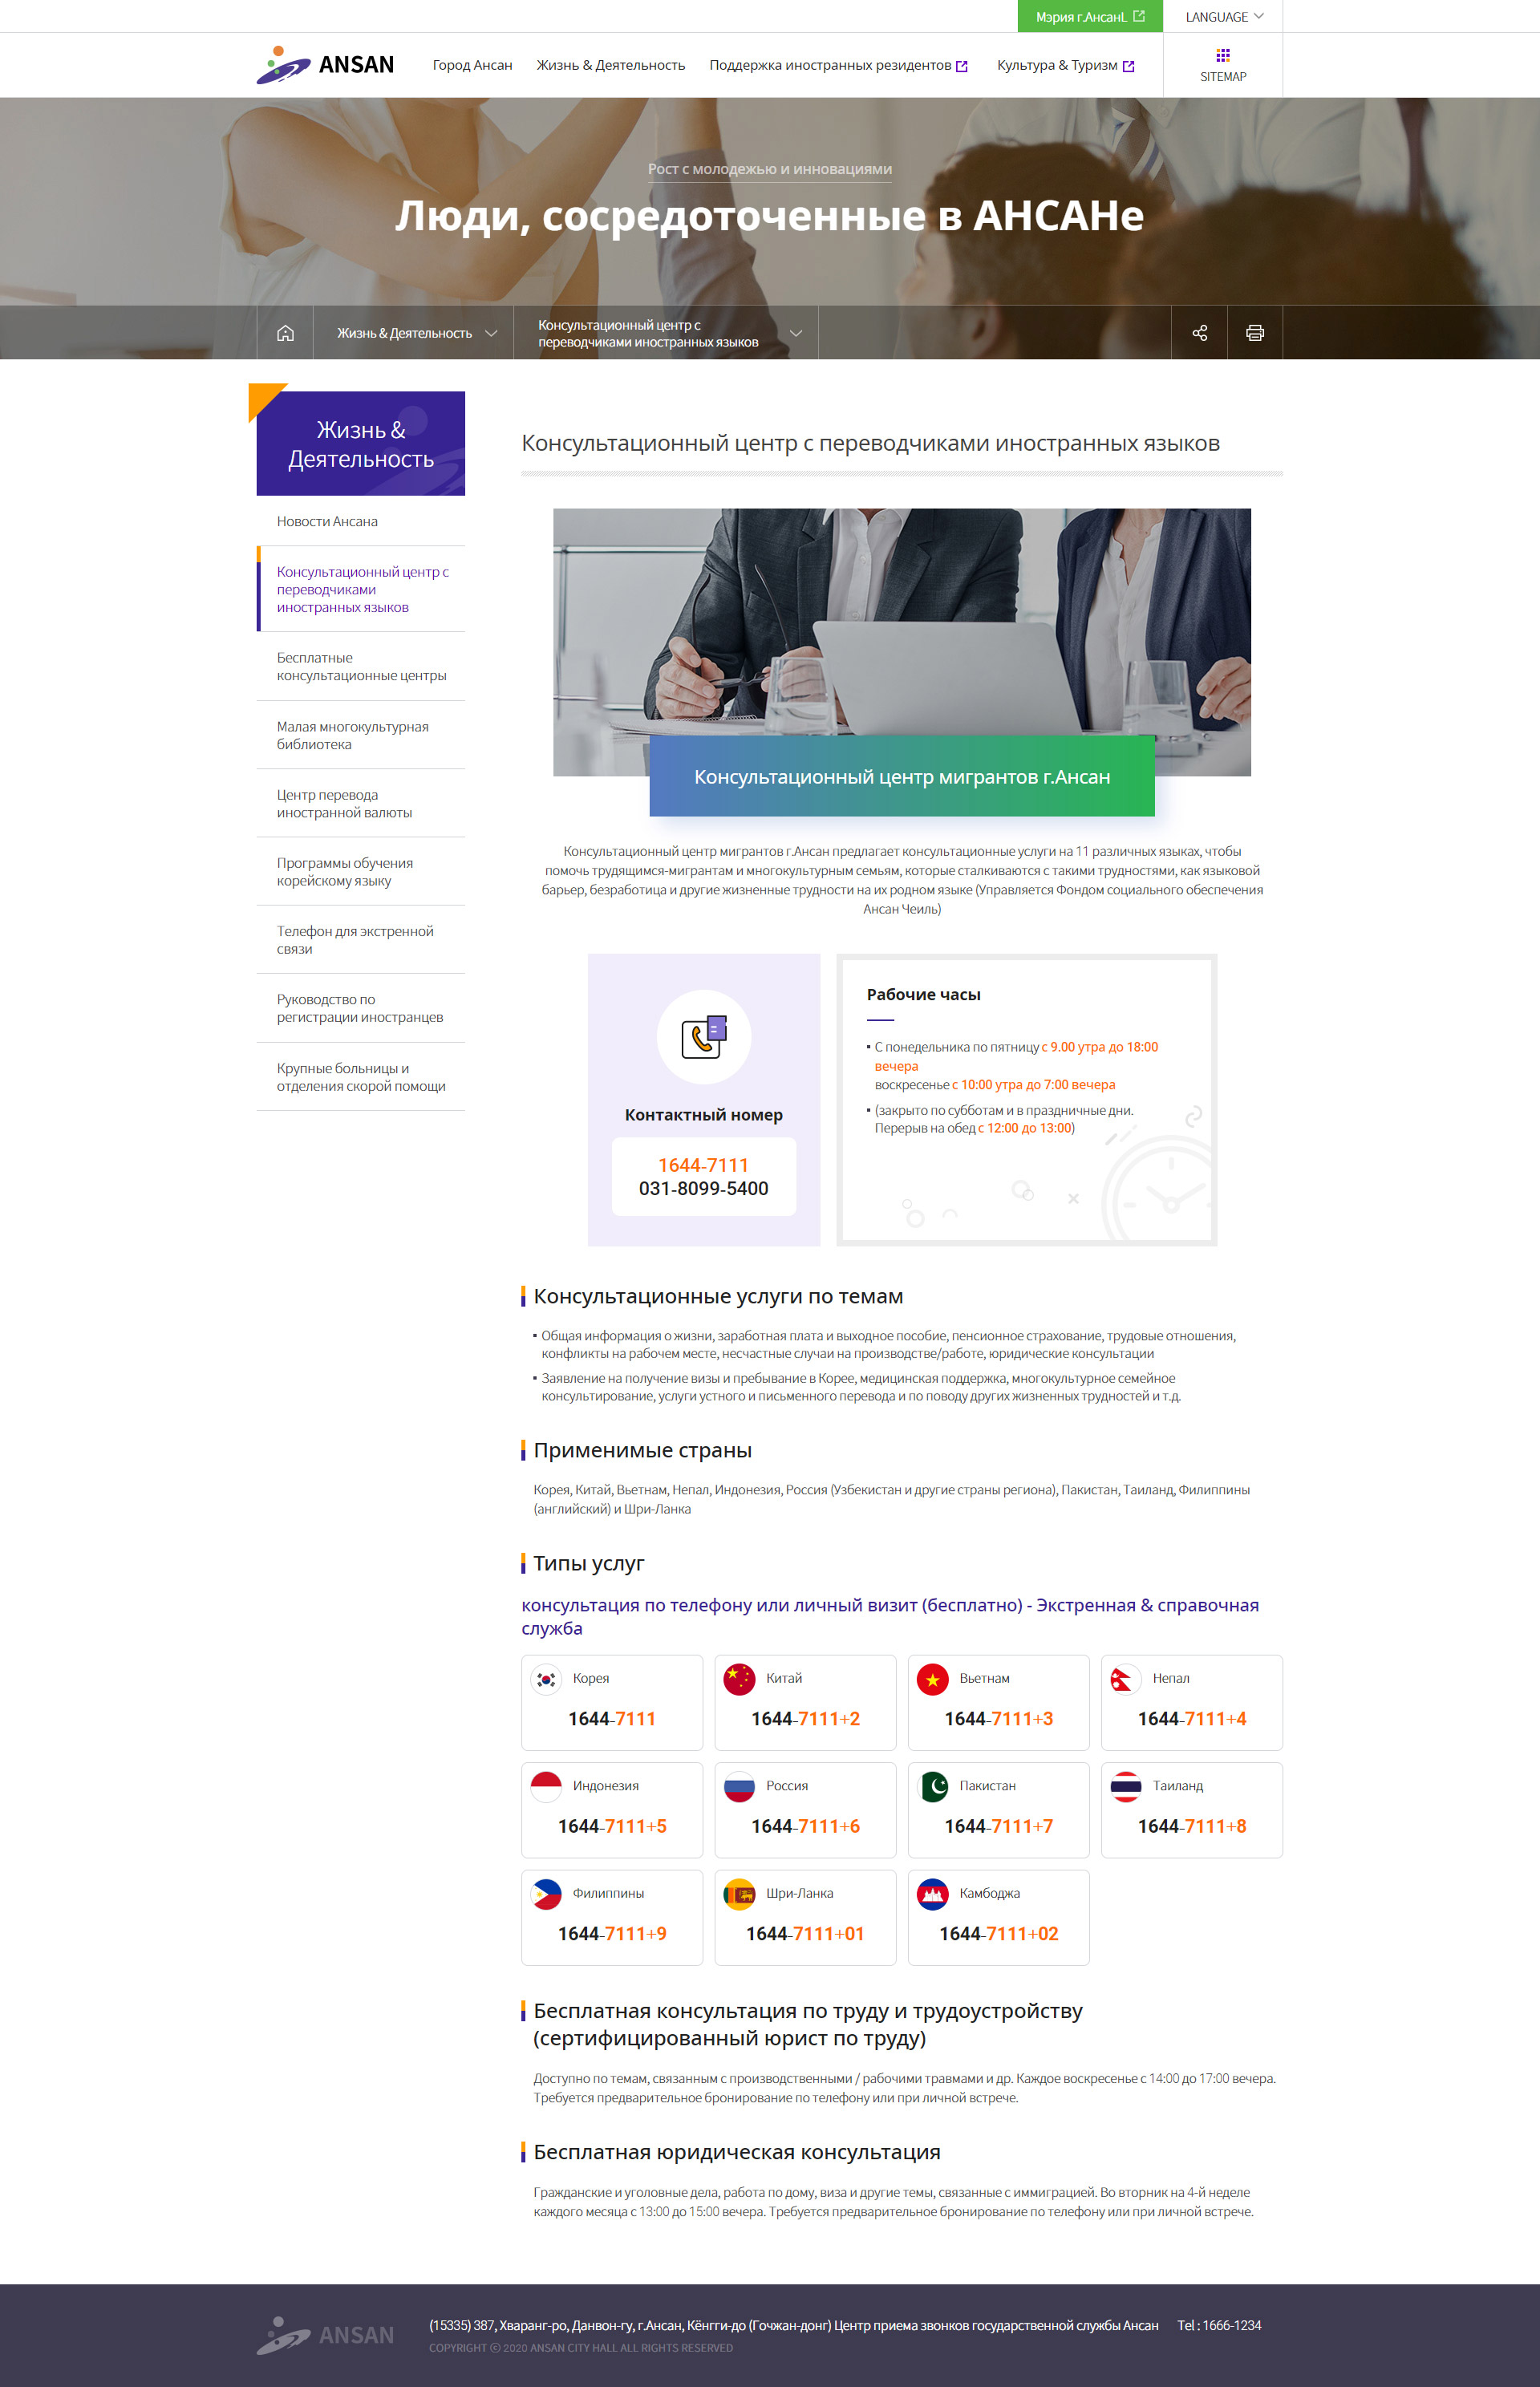 Мэрия г.АнсанL
LANGUAGE
ANSAN
Город Ансан
Жизнь & Деятельность
Поддержка иностранных резидентов
Культура & Туризм
SITEMAP
Рост с молодежью и инновациями
Люди, сосредоточенные в АНСАНе
Жизнь & Деятельность
Консультационный центр с
переводчиками иностранных языков
Жизнь &
Деятельность
Новости Ансана
Консультационный центр с
переводчиками
иностранных языков
Бесплатные
консультационные центры
Малая многокультурная
библиотека
Центр перевода
иностранной валюты
Программы обучения
корейскому языку
Телефон для экстренной
связи
Руководство по
регистрации иностранцев
Крупные больницы и
отделения скорой помощи
Консультационный центр с переводчиками иностранных языков
Консультационный центр мигрантов г.Ансан
Консультационный центр мигрантов г.Ансан предлагает консультационные услуги на 11 различных языках, чтобы
помочь трудящимся-мигрантам и многокультурным семьям, которые сталкиваются с такими трудностями, как языковой
барьер, безработица и другие жизненные трудности на их родном языке (Управляется Фондом социального обеспечения
Ансан Чеиль)
Контактный номер
1644-7111
031-8099-5400
Рабочие часы
С понедельника по пятницу с 9.00 утра до 18:00
вечера
воскресенье с 10:00 утра до 7:00 вечера
(закрыто по субботам и в праздничные дни.
Перерыв на обед с 12:00 до 13:00)
Консультационные услуги по темам
Общая информация о жизни, заработная плата и выходное пособие, пенсионное страхование, трудовые отношения,
конфликты на рабочем месте, несчастные случаи на производстве/работе, юридические консультации
Заявление на получение визы и пребывание в Корее, медицинская поддержка, многокультурное семейное
консультирование, услуги устного и письменного перевода и по поводу других жизненных трудностей и т.д.
Применимые страны
Корея, Китай, Вьетнам, Непал, Индонезия, Россия (Узбекистан и другие страны региона), Пакистан, Таиланд, Филиппины
(английский) и Шри-Ланка
Типы услуг
консультация по телефону или личный визит (бесплатно) - Экстренная & справочная
служба
Корея
1644-7111
Китай
1644-7111+2
Вьетнам
1644-7111+3
Непал
1644-7111+4
Индонезия
1644-7111+5
Россия
1644-7111+6
Пакистан
1644-7111+7
Таиланд
1644-7111+8
Филиппины
1644-7111+9
Шри-Ланка
1644-7111+01
Камбоджа
1644-7111+02
Бесплатная консультация по труду и трудоустройству
(сертифицированный юрист по труду)
Доступно по темам, связанным с производственными / рабочими травмами и др. Каждое воскресенье с 14:00 до 17:00 вечера.
Требуется предварительное бронирование по телефону или при личной встрече.
Бесплатная юридическая консультация
Гражданские и уголовные дела, работа по дому, виза и другие темы, связанные с иммиграцией. Во вторник на 4-й неделе
каждого месяца с 13:00 до 15:00 вечера. Требуется предварительное бронирование по телефону или при личной встрече.
ANSAN
(15335) 387, Хваранг-ро, Данвон-гу, г.Ансан, Кёнгги-до (Гочжан-донг) Центр приема звонков государственной службы Ансан Tel : 1666-1234
COPYRIGHT ⓒ 2020 ANSAN CITY HALL ALL RIGHTS RESERVED